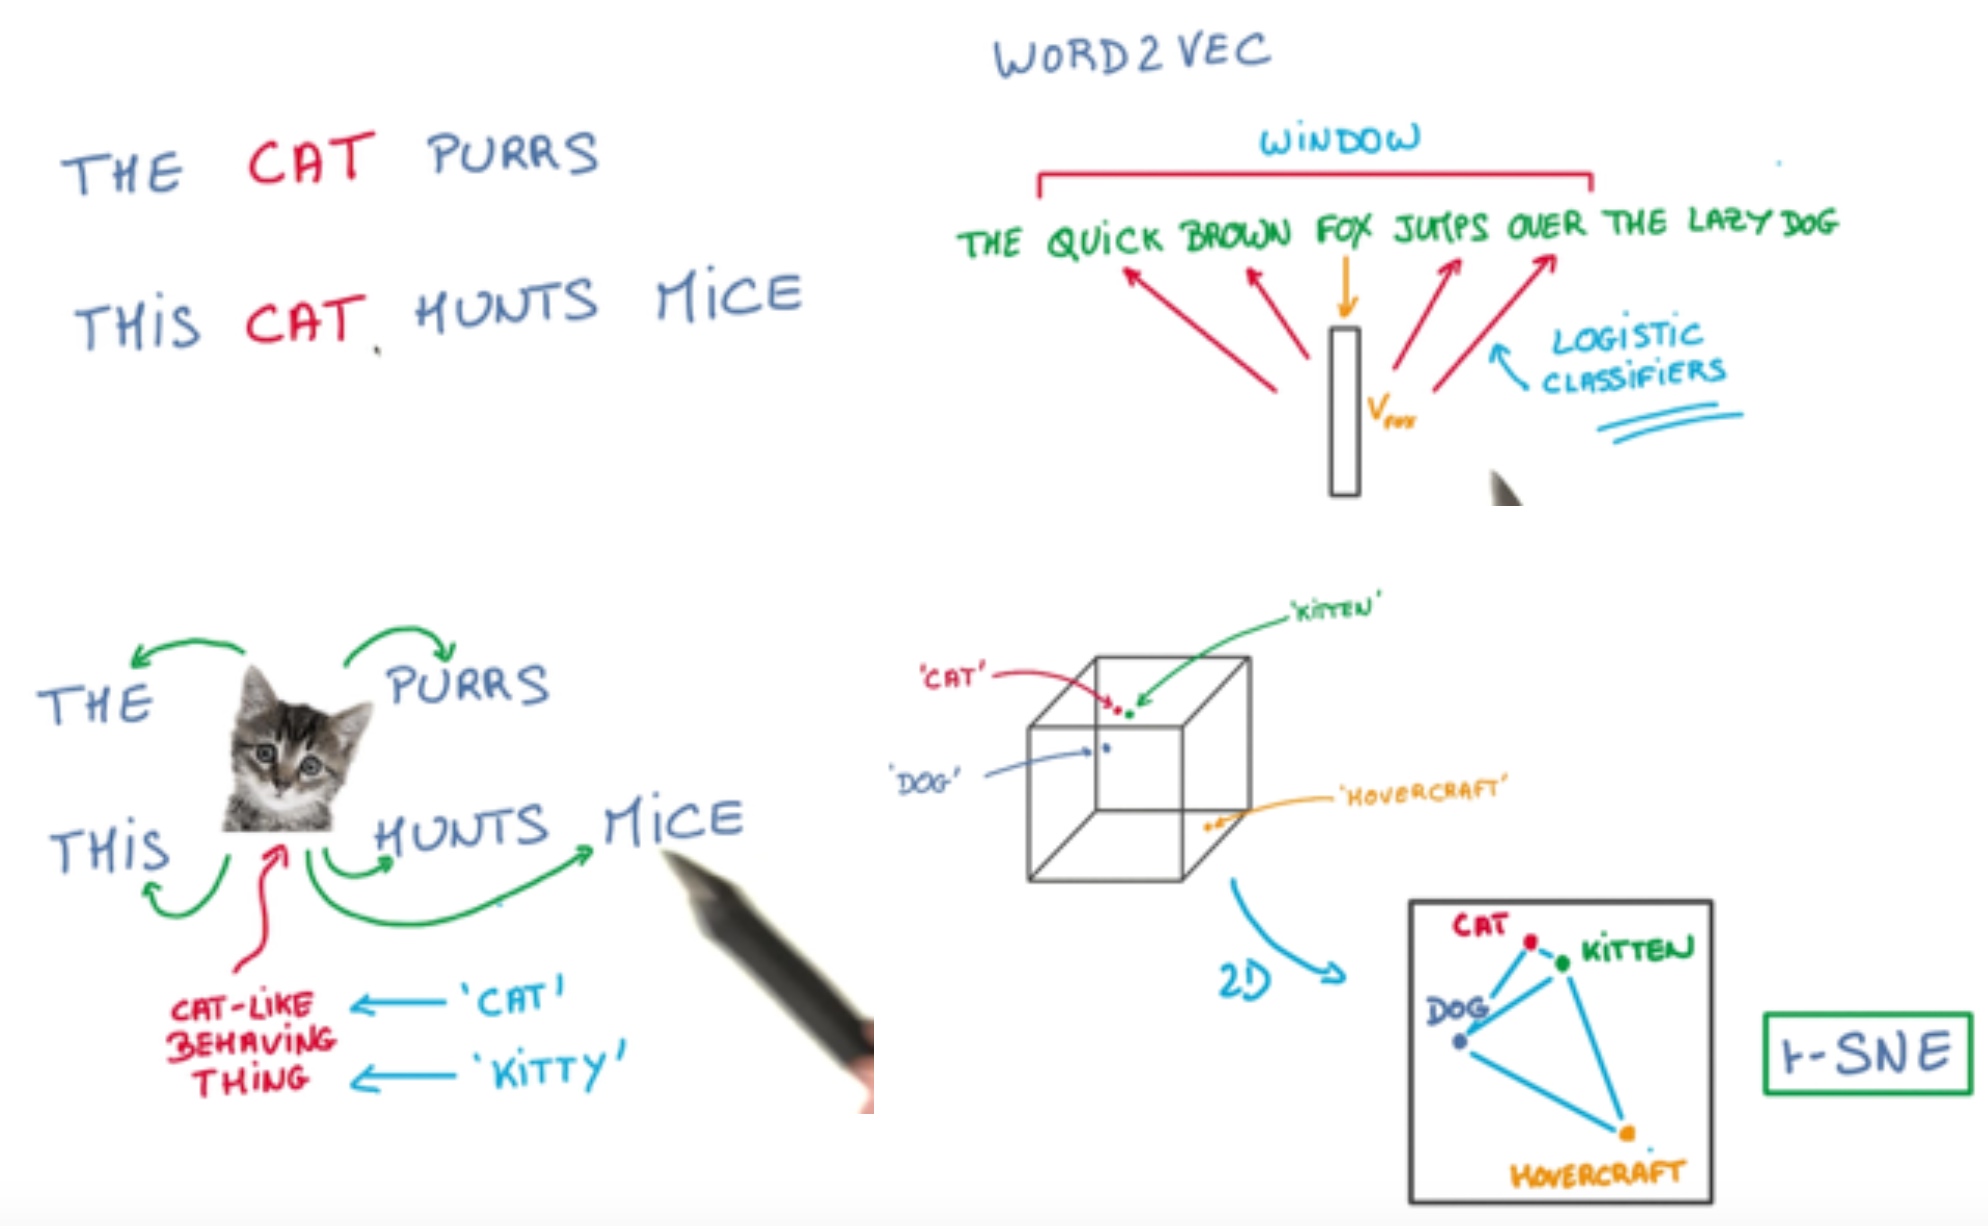 THE CAT PURRS
THIS CAT HUNTS MICE
WORD2VEC
WINDOW
THE QUICK BROWN FOX JUMPS OVER THE LAZY DOG
LOGISTIC
CLASSIFIERS
Vfox
THE PURRS
THIS HUNTS MICE
CAT-LIKE
BEHAVING
THING
'CAT'
'KITTY'
'KITTEN'
'CAT'
'DOG'
'HOVERCRAFT'
2D
CAT
KITTEN
DOG
HOVERCRAFT
t-SNE